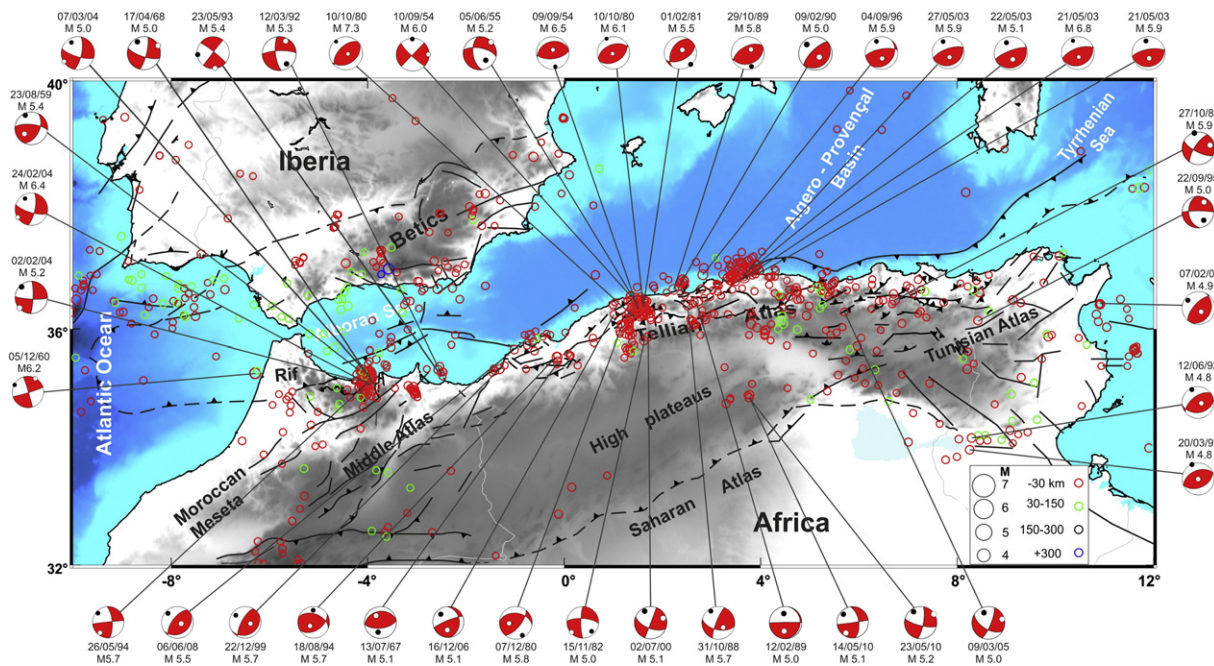 07/03/04 17/04/68 23/05/93 12/03/92 10/10/80 10/09/54 05/06/55 09/09/54 10/10/80 01/02/81 29/10/89 09/02/90 04/09/96 27/05/03 22/05/03 21/05/03 21/05/03
M 5.0 M 5.0 M 5.4 M 5.3 M 7.3 M 6.0 M 5.2 M 6.5 M 6.1 M 5.5 M 5.8 M 5.0 M 5.9 M 5.9 M 5.1 M 6.8 M 5.9
40°
23/08/59
M 5.4
24/02/04
M 6.4
02/02/04
M 5.2
05/12/60
M6.2
27/10/8
M 5.9
22/09/9
M 5.0
07/02/0
M 4.9
12/06/9
M 4.8
20/03/9
M 4.8
Iberia
Betics
Algero - Provençal
Basin
Tyrrhenian
Sea
36°
Atlantic Ocean
Rif
Tellian Atlas
Tunisian Atlas
Middle Atlas
High plateaus
Moroccan
Meseta
Saharan Atlas
Africa
M
7 -30 km
6 30-150
5 150-300
4 +300
32°
-8° -4° 0° 4° 8° 12°
26/05/94 06/06/08 22/12/99 18/08/94 13/07/67 16/12/06 07/12/80 15/11/82 02/07/00 31/10/88 12/02/89 14/05/10 23/05/10 09/03/05
M5.7 M 5.5 M 5.7 M5.7 M 5.1 M 5.1 M 5.8 M 5.0 M 5.1 M 5.7 M 5.0 M 5.1 M 5.2 M 5.0